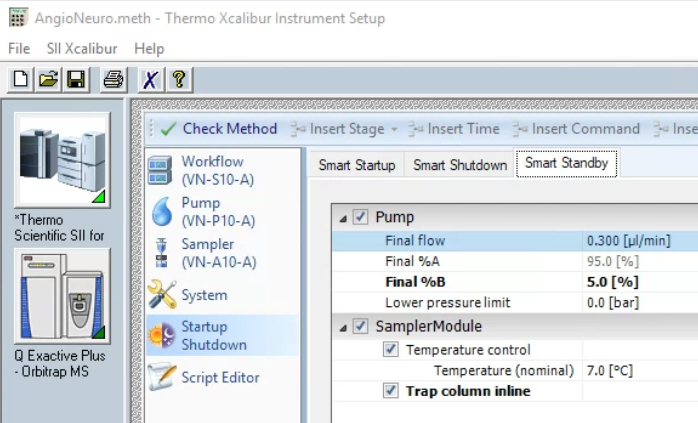 AngioNeuro.meth - Thermo Xcalibur Instrument Setup
File SII Xcalibur Help
Check Method Insert Stage Insert Time Insert Command Inse
*Thermo
Scientific SII for
Q Exactive Plus
- Orbitrap MS
Workflow
(VN-S10-A)
Pump
(VN-P10-A)
Sampler
(VN-A10-A)
System
Startup
Shutdown
Script Editor
Smart Startup Smart Shutdown Smart Standby
Pump
Final flow 0.300 [µl/min]
Final %A 95.0 [%]
Final %B 5.0 [%]
Lower pressure limit 0.0 [bar]
SamplerModule
Temperature control
Temperature (nominal) 7.0 [°C]
Trap column inline